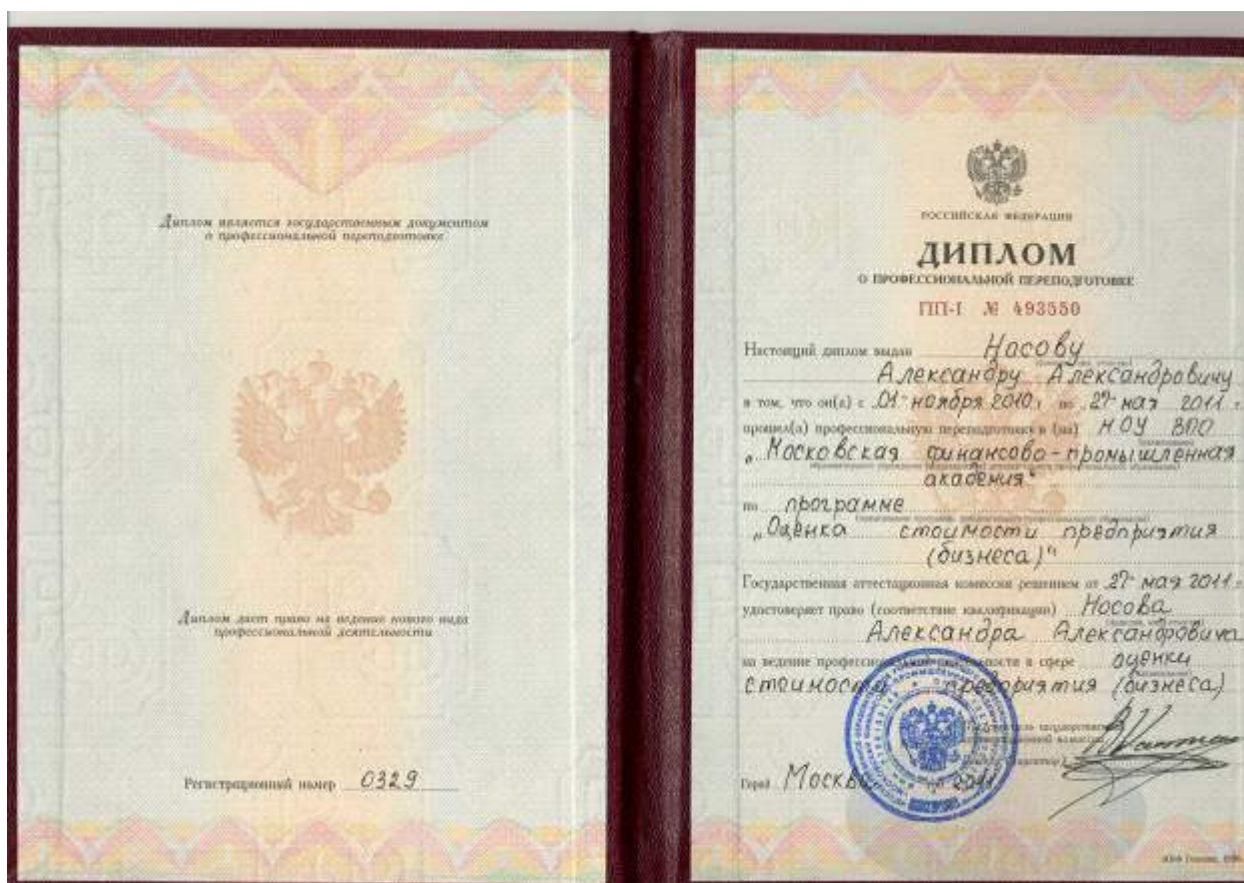 Диплом является государственным документом
о профессиональной переподготовке
Диплом дает право на ведение нового вида
профессиональной деятельности
Регистрационный номер 0329
РОССИЙСКАЯ ФЕДЕРАЦИЯ
ДИПЛОМ
О ПРОФЕССИОНАЛЬНОЙ ПЕРЕПОДГОТОВКЕ
ПП-I № 493550
Настоящий диплом выдан Носову
Александру Александровичу
в том, что он(а) с „01" ноября 2010 г. по „27" мая 2011 г.
прошел(а) профессиональную переподготовку в (на) НОУ ВПО
„Московская финансово-промышленная
академия"
по программе
„Оценка стоимости предприятия
(бизнеса)"
Государственная аттестационная комиссия решением от „27" мая 2011 г.
удостоверяет право (соответствие квалификации) Носова
Александра Александровича
на ведение профессиональной деятельности в сфере оценки
стоимости предприятия (бизнеса)
Город Москва 2011